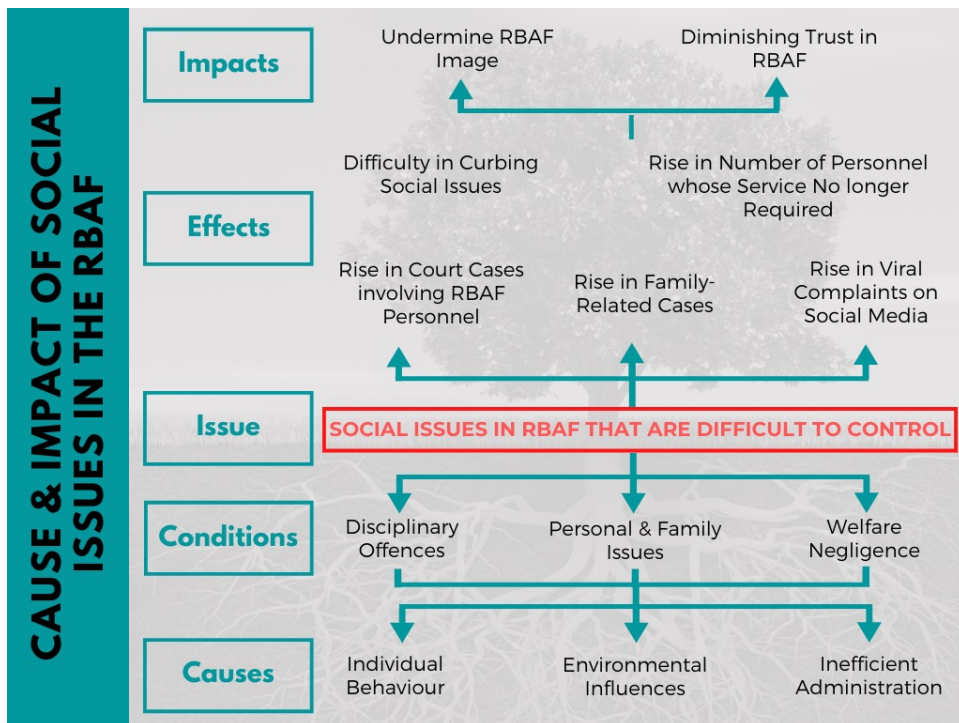 CAUSE & IMPACT OF SOCIAL
ISSUES IN THE RBAF
Impacts
Undermine RBAF
Image
Diminishing Trust in
RBAF
Effects
Difficulty in Curbing
Social Issues
Rise in Number of Personnel
whose Service No longer
Required
Rise in Court Cases
involving RBAF
Personnel
Rise in Family-
Related Cases
Rise in Viral
Complaints on
Social Media
Issue
SOCIAL ISSUES IN RBAF THAT ARE DIFFICULT TO CONTROL
Conditions
Disciplinary
Offences
Personal & Family
Issues
Welfare
Negligence
Causes
Individual
Behaviour
Environmental
Influences
Inefficient
Administration